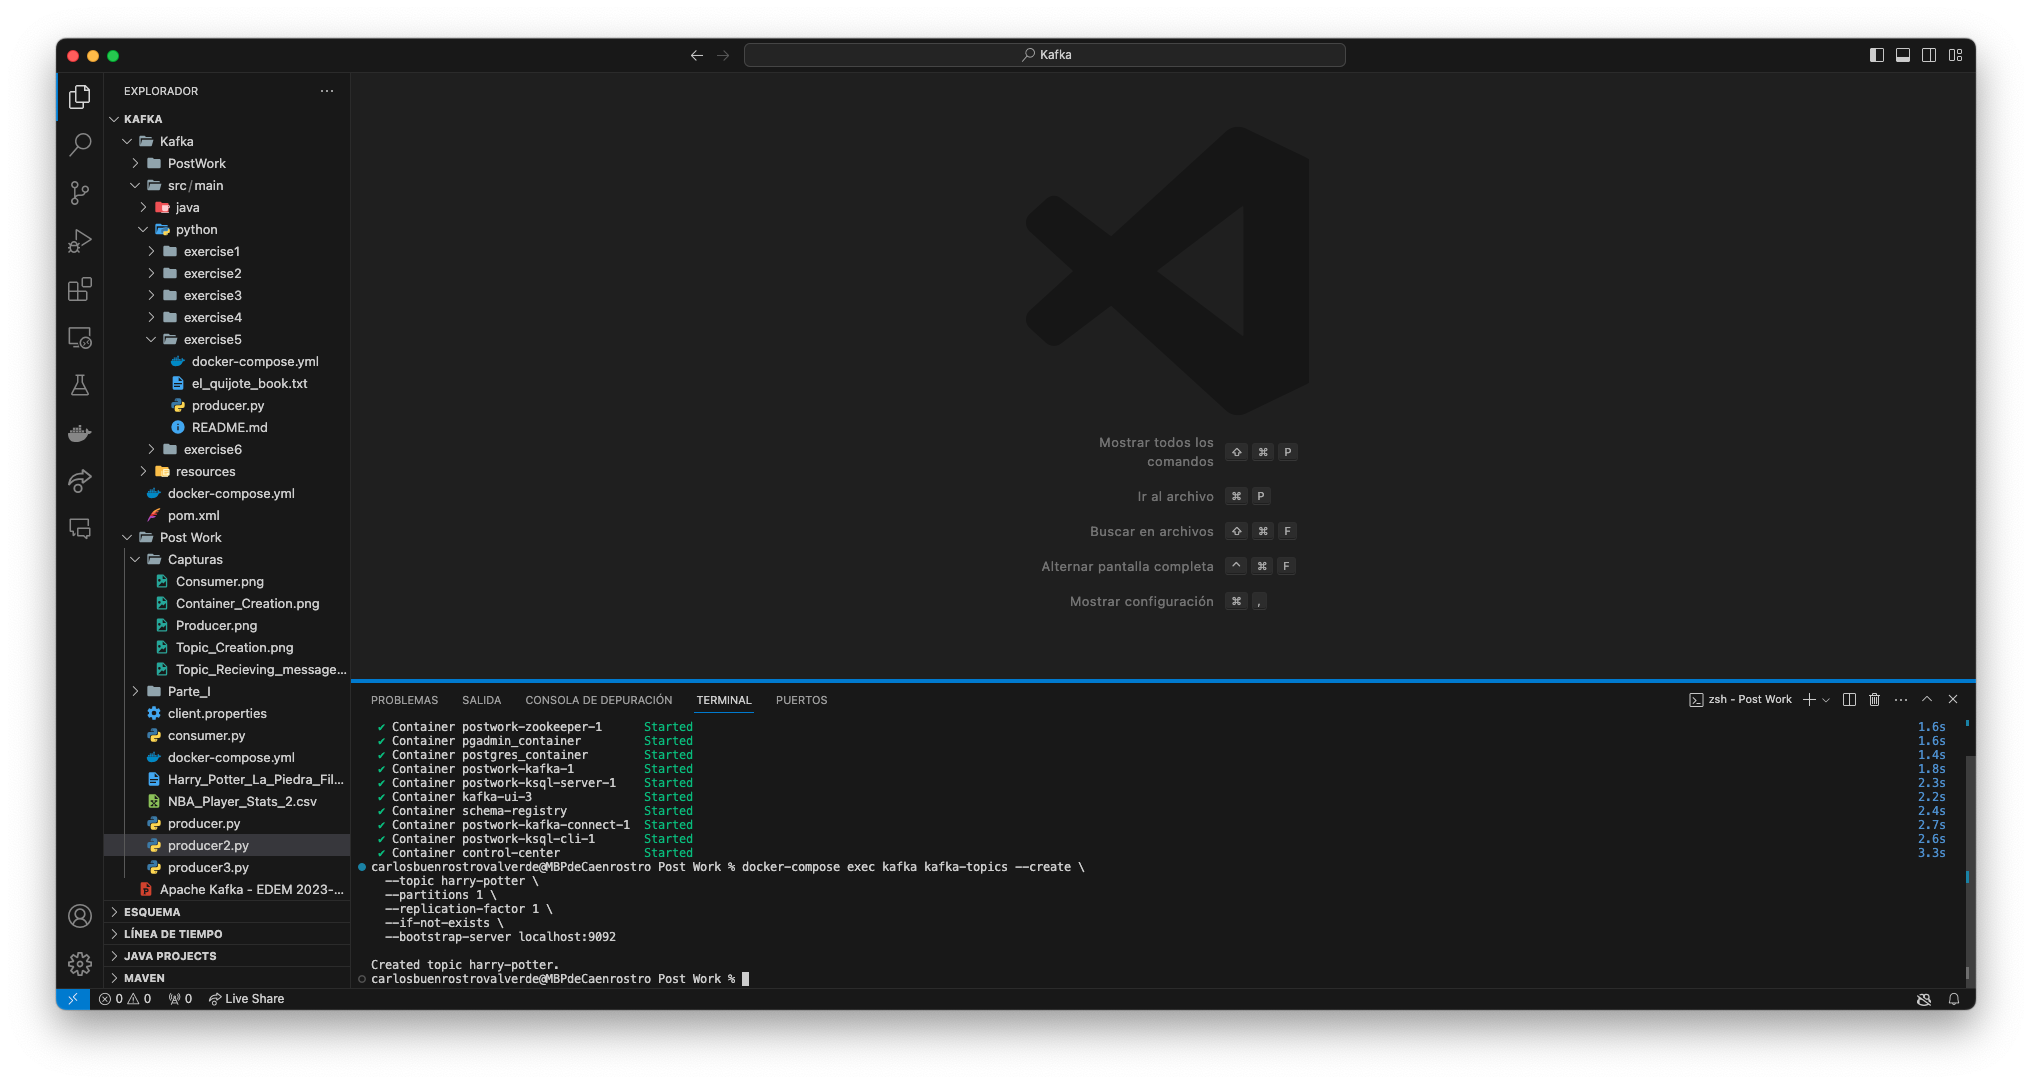 Kafka
EXPLORADOR
KAFKA
Kafka
PostWork
src/main
java
python
exercise1
exercise2
exercise3
exercise4
exercise5
docker-compose.yml
el_quijote_book.txt
producer.py
README.md
exercise6
resources
docker-compose.yml
pom.xml
Post Work
Capturas
Consumer.png
Container_Creation.png
Producer.png
Topic_Creation.png
Topic_Recieving_message...
Parte_I
client.properties
consumer.py
docker-compose.yml
Harry_Potter_La_Piedra_Fil...
NBA_Player_Stats_2.csv
producer.py
producer2.py
producer3.py
Apache Kafka - EDEM 2023-...
ESQUEMA
LÍNEA DE TIEMPO
JAVA PROJECTS
MAVEN
Mostrar todos los
comandos ⇧ ⌘ P
Ir al archivo ⌘ P
Buscar en archivos ⇧ ⌘ F
Alternar pantalla completa ^ ⌘ F
Mostrar configuración ⌘ ,
PROBLEMAS SALIDA CONSOLA DE DEPURACIÓN TERMINAL PUERTOS zsh - Post Work
✔ Container postwork-zookeeper-1 Started 1.6s
✔ Container pgadmin_container Started 1.6s
✔ Container postgres_container Started 1.4s
✔ Container postwork-kafka-1 Started 1.8s
✔ Container postwork-ksql-server-1 Started 2.3s
✔ Container kafka-ui-3 Started 2.2s
✔ Container schema-registry Started 2.4s
✔ Container postwork-kafka-connect-1 Started 2.7s
✔ Container postwork-ksql-cli-1 Started 2.6s
✔ Container control-center Started 3.3s
carlosbuenrostrovalverde@MBPdeCaenrostro Post Work % docker-compose exec kafka kafka-topics --create \
--topic harry-potter \
--partitions 1 \
--replication-factor 1 \
--if-not-exists \
--bootstrap-server localhost:9092
Created topic harry-potter.
carlosbuenrostrovalverde@MBPdeCaenrostro Post Work %
0 0 0 Live Share